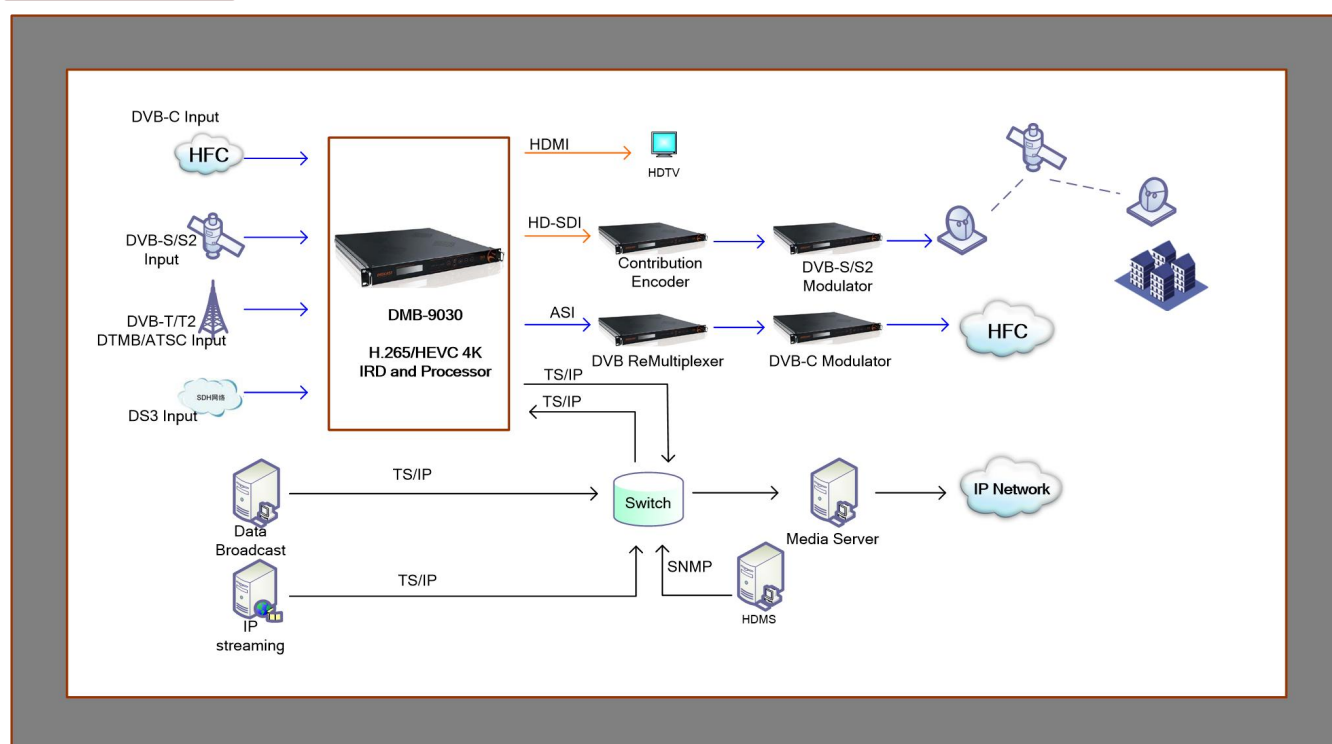 DVB-C Input
HFC
DVB-S/S2
Input
DVB-T/T2
DTMB/ATSC Input
SDH网络
DS3 Input
DMB-9030
H.265/HEVC 4K
IRD and Processor
HDMI
HDTV
HD-SDI
Contribution
Encoder
DVB-S/S2
Modulator
ASI
DVB ReMultiplexer
DVB-C Modulator
HFC
TS/IP
TS/IP
Data
Broadcast
TS/IP
Switch
Media Server
IP Network
IP
streaming
TS/IP
SNMP
HDMS